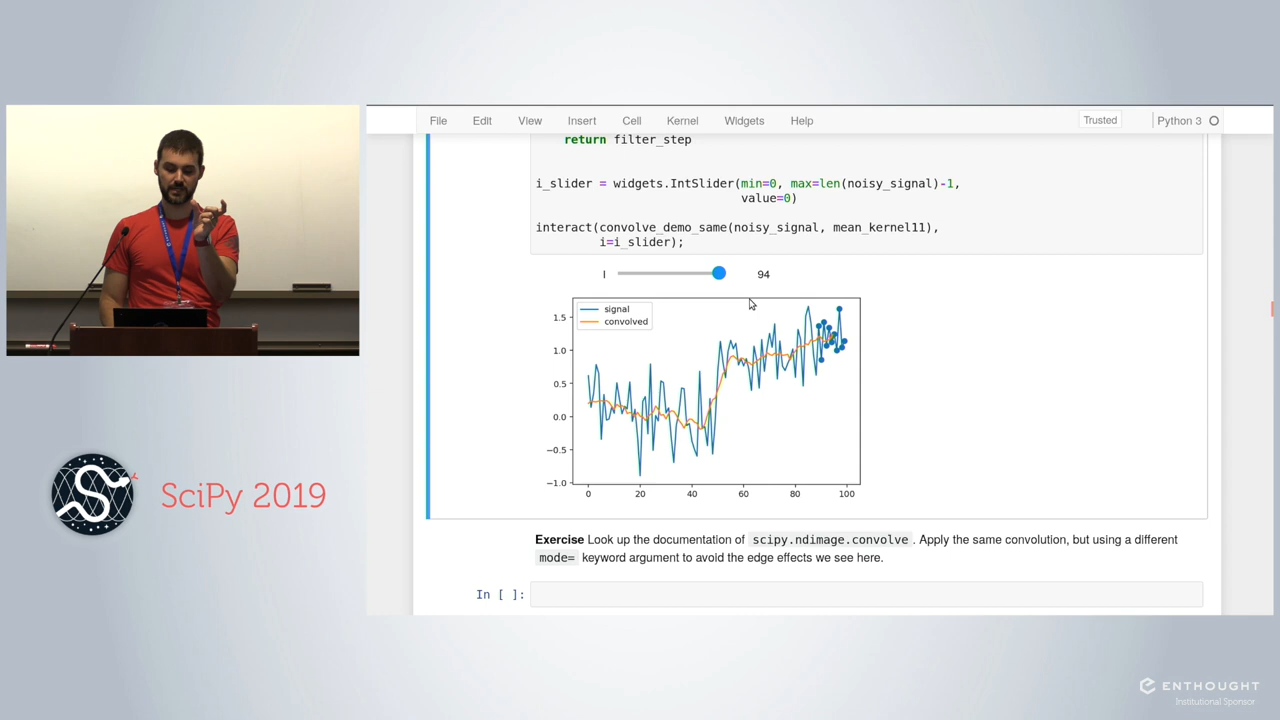 File Edit View Insert Cell Kernel Widgets Help Trusted Python 3
return filter_step
i_slider = widgets.IntSlider(min=0, max=len(noisy_signal)-1,
value=0)
interact(convolve_demo_same(noisy_signal, mean_kernel11),
i=i_slider);
I 94
signal
convolved
1.5
1.0
0.5
0.0
−0.5
−1.0
0 20 40 60 80 100
Exercise Look up the documentation of scipy.ndimage.convolve. Apply the same convolution, but using a different
mode= keyword argument to avoid the edge effects we see here.
In [ ]:
SciPy 2019
ENTHOUGHT
Institutional Sponsor